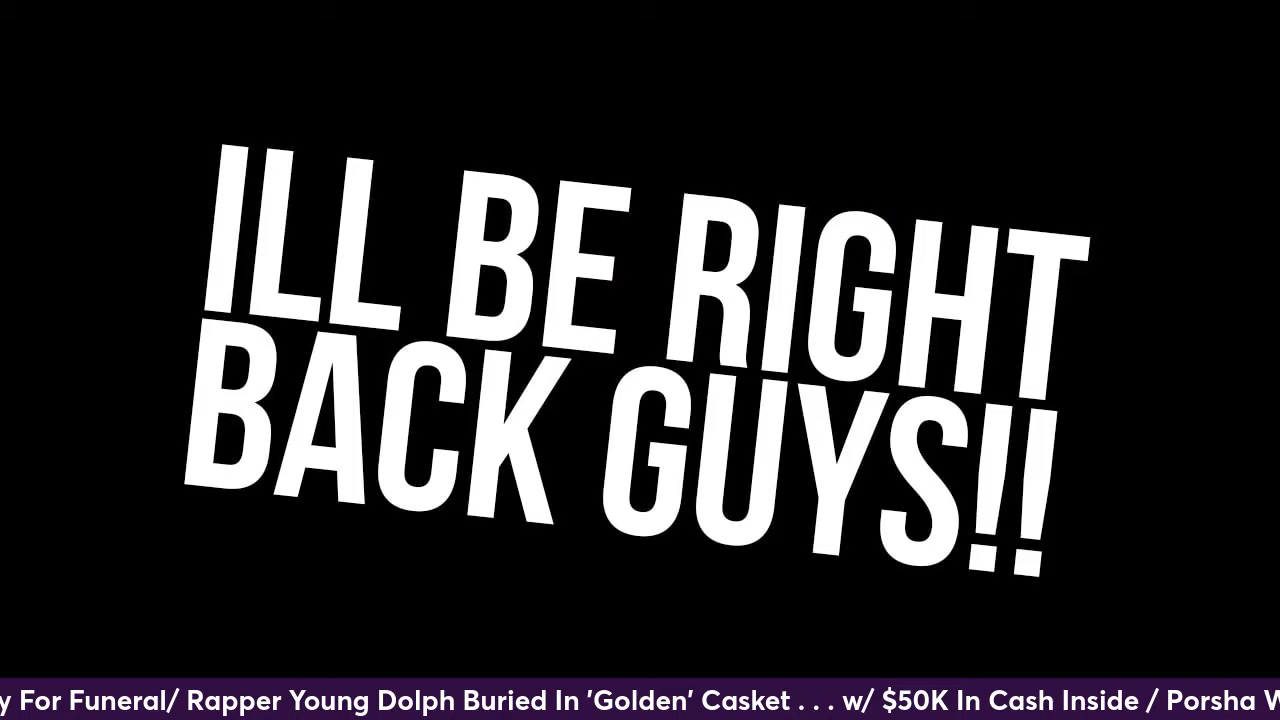 ILL BE RIGHT
BACK GUYS!!
For Funeral/ Rapper Young Dolph Buried In 'Golden' Casket . . . w/ $50K In Cash Inside / Porsha